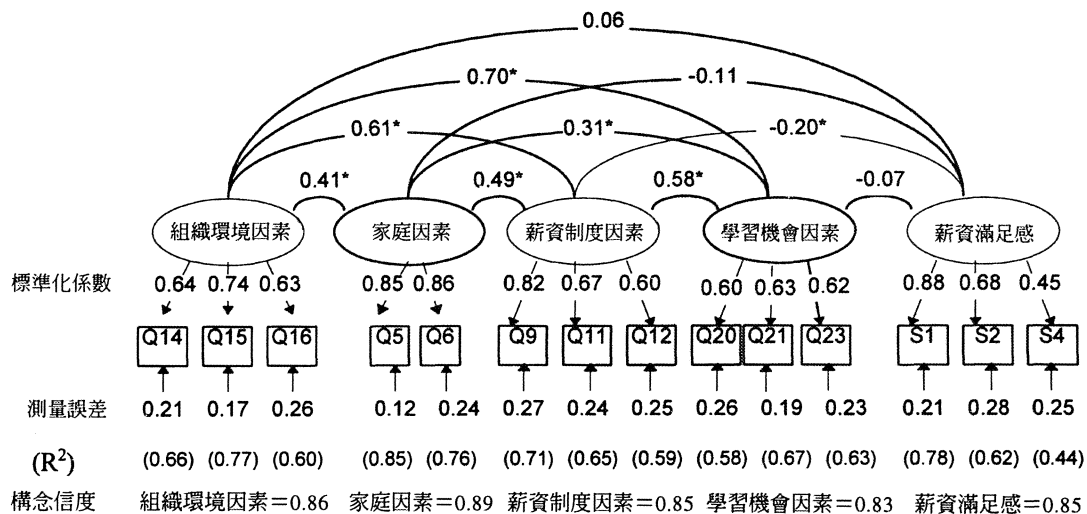 0.06
0.70* -0.11
0.61* 0.31* -0.20*
0.41* 0.49* 0.58* -0.07
組織環境因素 家庭因素 薪資制度因素 學習機會因素 薪資滿足感
標準化係數 0.64 0.74 0.63 0.85 0.86 0.82 0.67 0.60 0.60 0.63 0.62 0.88 0.68 0.45
Q14 Q15 Q16 Q5 Q6 Q9 Q11 Q12 Q20 Q21 Q23 S1 S2 S4
測量誤差 0.21 0.17 0.26 0.12 0.24 0.27 0.24 0.25 0.26 0.19 0.23 0.21 0.28 0.25
(R²) (0.66) (0.77) (0.60) (0.85) (0.76) (0.71) (0.65) (0.59) (0.58) (0.67) (0.63) (0.78) (0.62) (0.44)
構念信度 組織環境因素＝0.86 家庭因素＝0.89 薪資制度因素＝0.85 學習機會因素＝0.83 薪資滿足感＝0.85